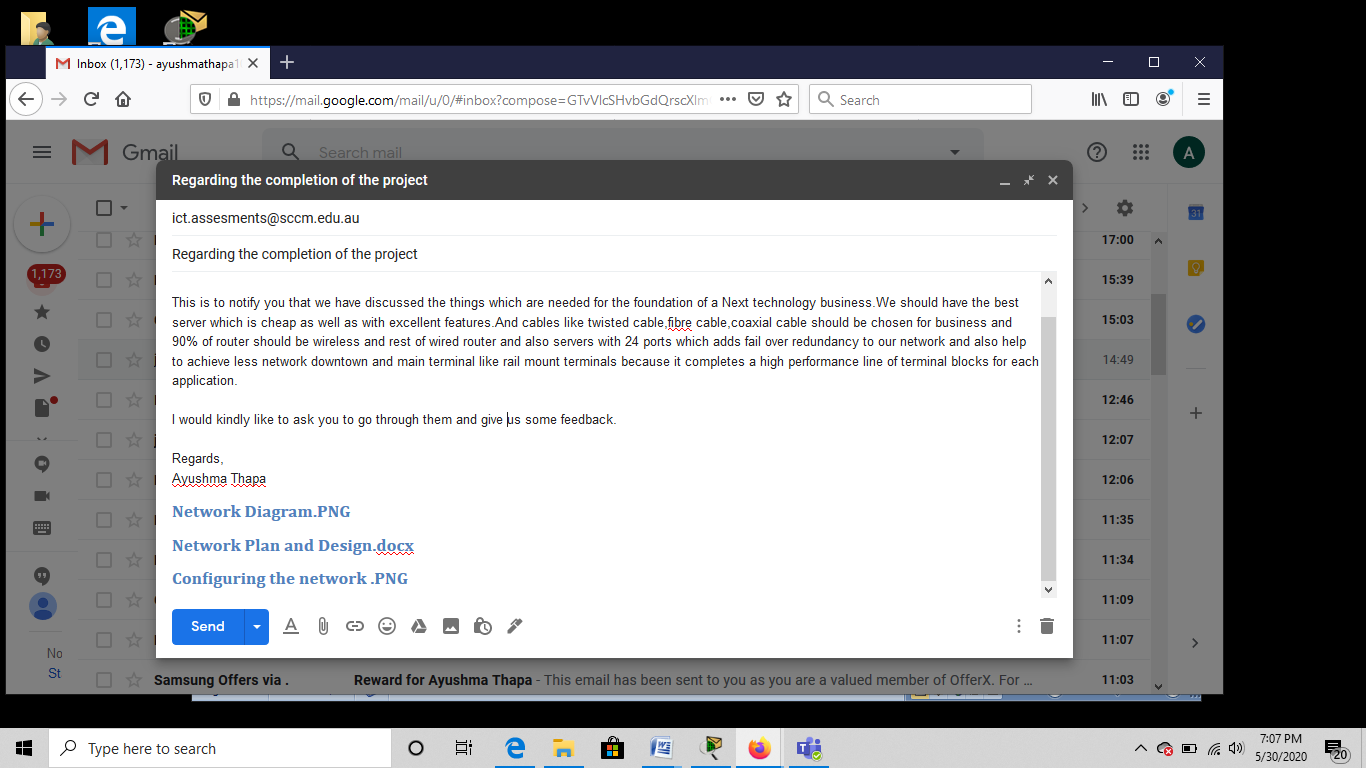 Inbox (1,173) - ayushmathapa1
https://mail.google.com/mail/u/0/#inbox?compose=GTvVlcSHvbGdQrscXlm
Search
Gmail
Search mail
A
Regarding the completion of the project
ict.assesments@sccm.edu.au
Regarding the completion of the project
This is to notify you that we have discussed the things which are needed for the foundation of a Next technology business.We should have the best
server which is cheap as well as with excellent features.And cables like twisted cable,fibre cable,coaxial cable should be chosen for business and
90% of router should be wireless and rest of wired router and also servers with 24 ports which adds fail over redundancy to our network and also help
to achieve less network downtown and main terminal like rail mount terminals because it completes a high performance line of terminal blocks for each
application.
I would kindly like to ask you to go through them and give us some feedback.
Regards,
Ayushma Thapa
Network Diagram.PNG
Network Plan and Design.docx
Configuring the network .PNG
Send
1,173
31
17:00
15:39
15:03
14:49
12:46
12:07
12:06
11:35
11:34
11:09
11:07
No
St
Samsung Offers via . Reward for Ayushma Thapa - This email has been sent to you as you are a valued member of OfferX. For ... 11:03
Type here to search
7:07 PM
5/30/2020
20